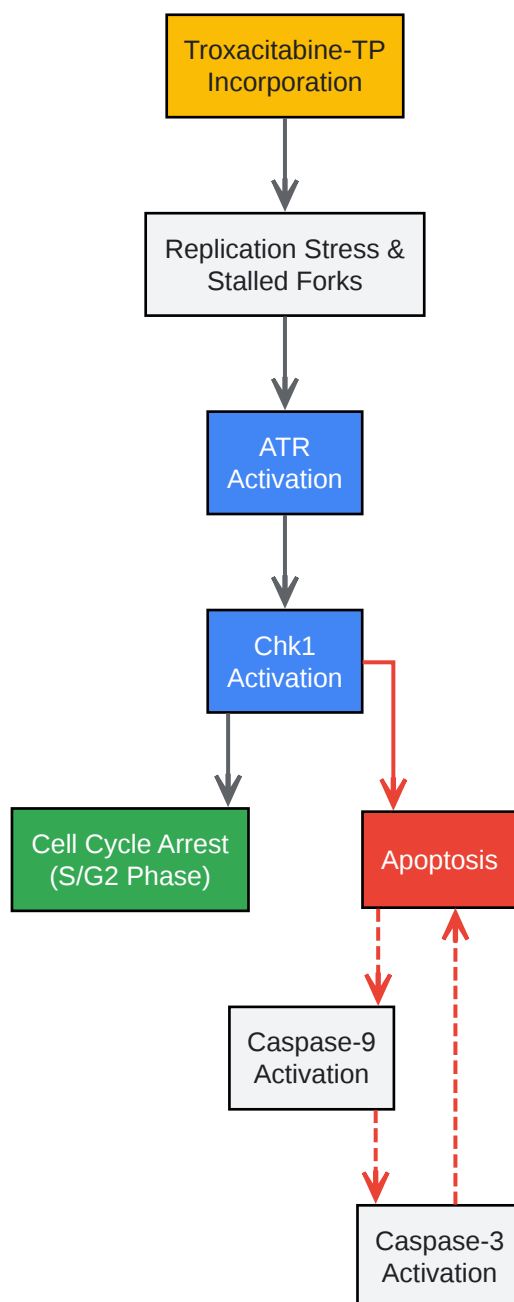 Troxacitabine-TP
Incorporation
Replication Stress &
Stalled Forks
ATR
Activation
Chk1
Activation
Cell Cycle Arrest
(S/G2 Phase)
Apoptosis
Caspase-9
Activation
Caspase-3
Activation